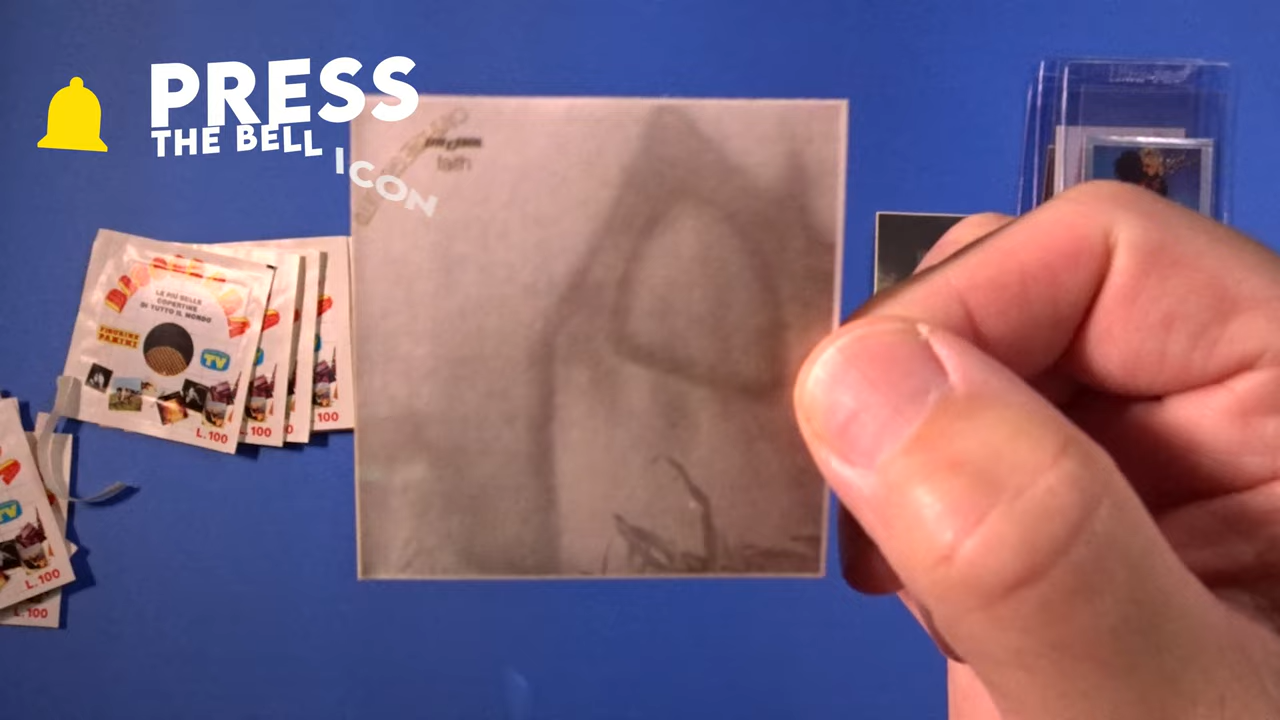 PRESS
THE BELL
ICON
faith
LE PIÙ BELLE
COPERTINE
DI TUTTO IL MONDO
FIGURINE
PANINI
TV
L.100
L.100
100
TV
L.100
L.100